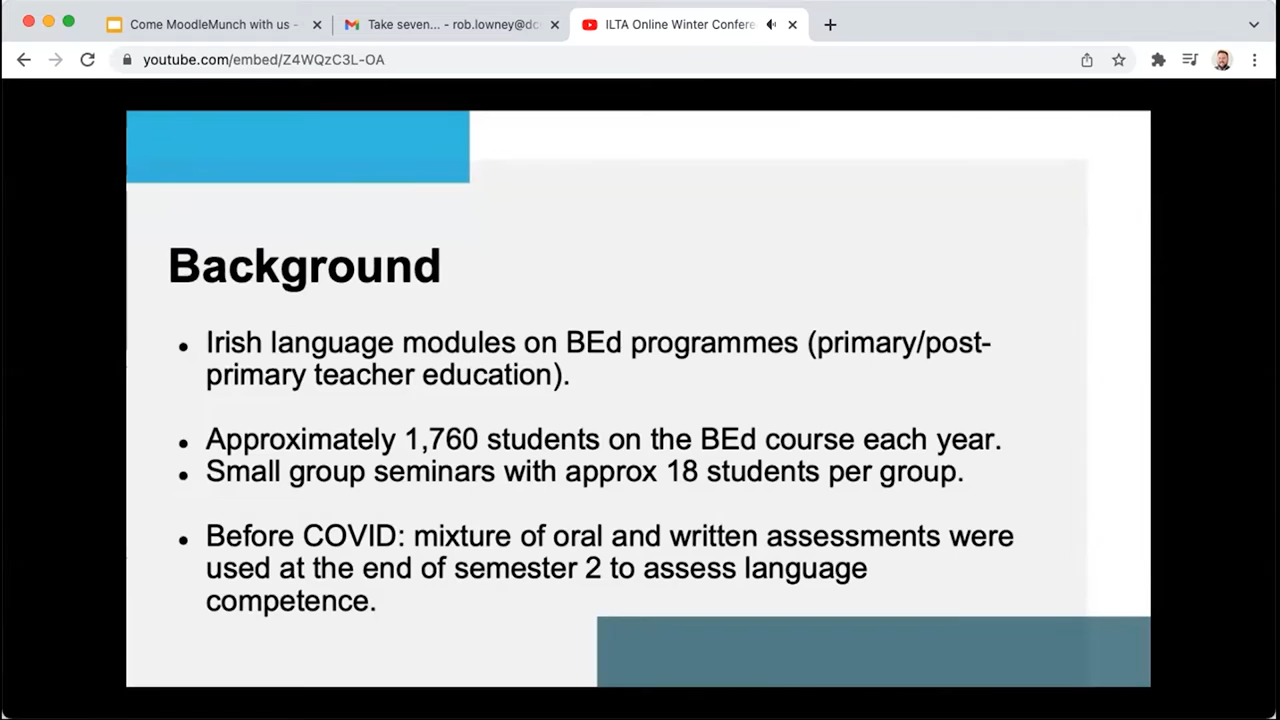 Come MoodleMunch with us -
Take seven... - rob.lowney@dc
ILTA Online Winter Confere
youtube.com/embed/Z4WQzC3L-OA
Background
• Irish language modules on BEd programmes (primary/post-
primary teacher education).
• Approximately 1,760 students on the BEd course each year.
• Small group seminars with approx 18 students per group.
• Before COVID: mixture of oral and written assessments were
used at the end of semester 2 to assess language
competence.